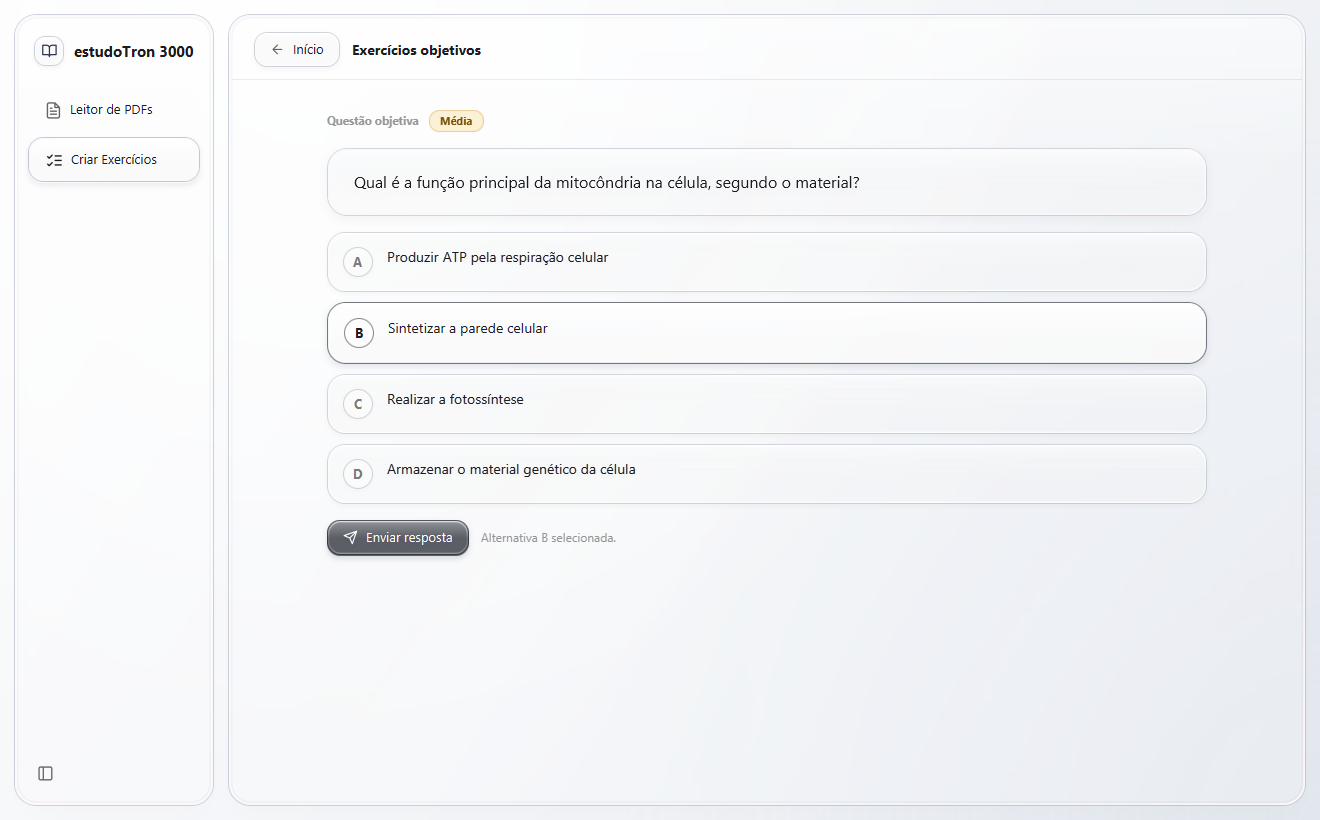 estudoTron 3000
Leitor de PDFs
Criar Exercícios
Início
Exercícios objetivos
Questão objetiva
Média
Qual é a função principal da mitocôndria na célula, segundo o material?
A
Produzir ATP pela respiração celular
B
Sintetizar a parede celular
C
Realizar a fotossíntese
D
Armazenar o material genético da célula
Enviar resposta
Alternativa B selecionada.